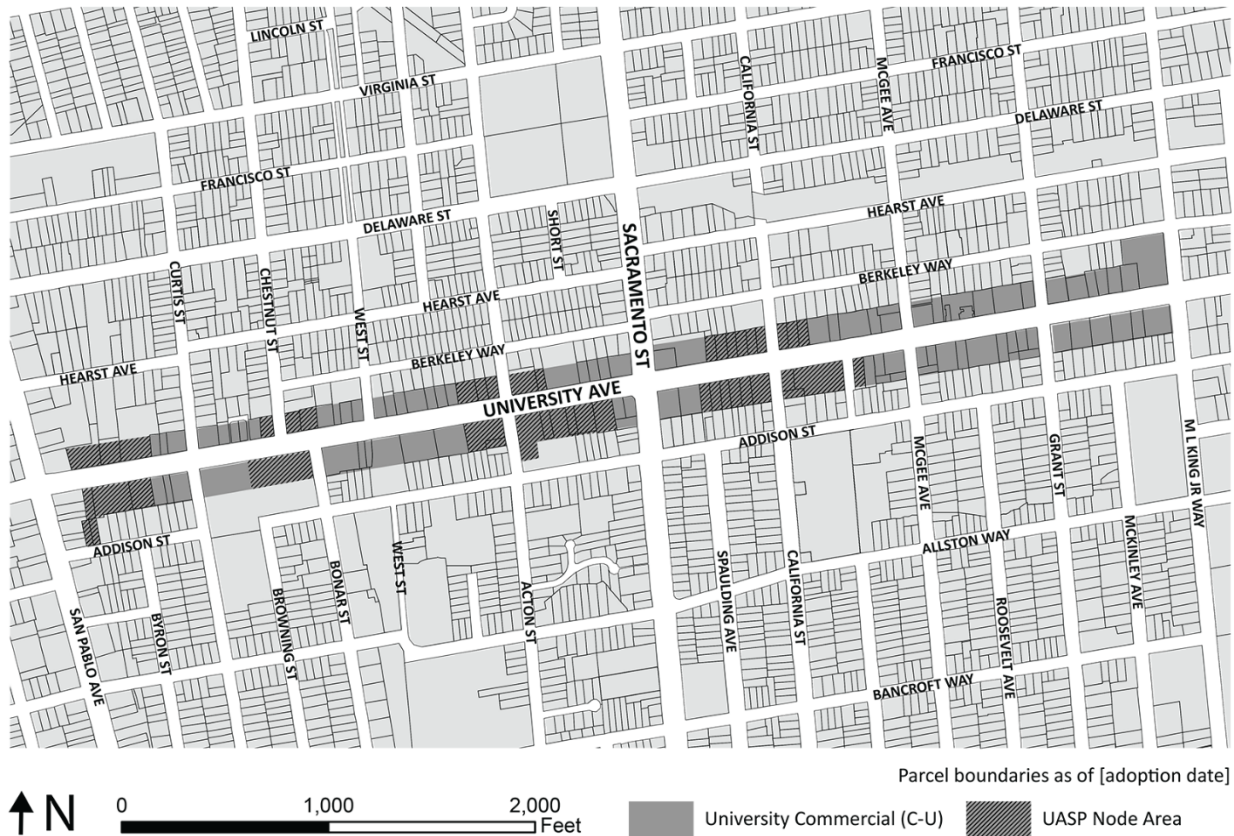 LINCOLN ST
VIRGINIA ST
CALIFORNIA ST
MCGEE AVE
FRANCISCO ST
DELAWARE ST
FRANCISCO ST
DELAWARE ST
SHORT ST
HEARST AVE
SACRAMENTO ST
CURTIS ST
CHESTNUT ST
WEST ST
HEARST AVE
BERKELEY WAY
HEARST AVE
BERKELEY WAY
UNIVERSITY AVE
ADDISON ST
MCGEE AVE
GRANT ST
M L KING JR WAY
ADDISON ST
ALLSTON WAY
SAN PABLO AVE
BYRON ST
BROWNING ST
BONAR ST
WEST ST
ACTON ST
SPAULDING AVE
CALIFORNIA ST
ROOSEVELT AVE
MCKINLEY AVE
BANCROFT WAY
Parcel boundaries as of [adoption date]
N
0 1,000 2,000
Feet
University Commercial (C-U)
UASP Node Area